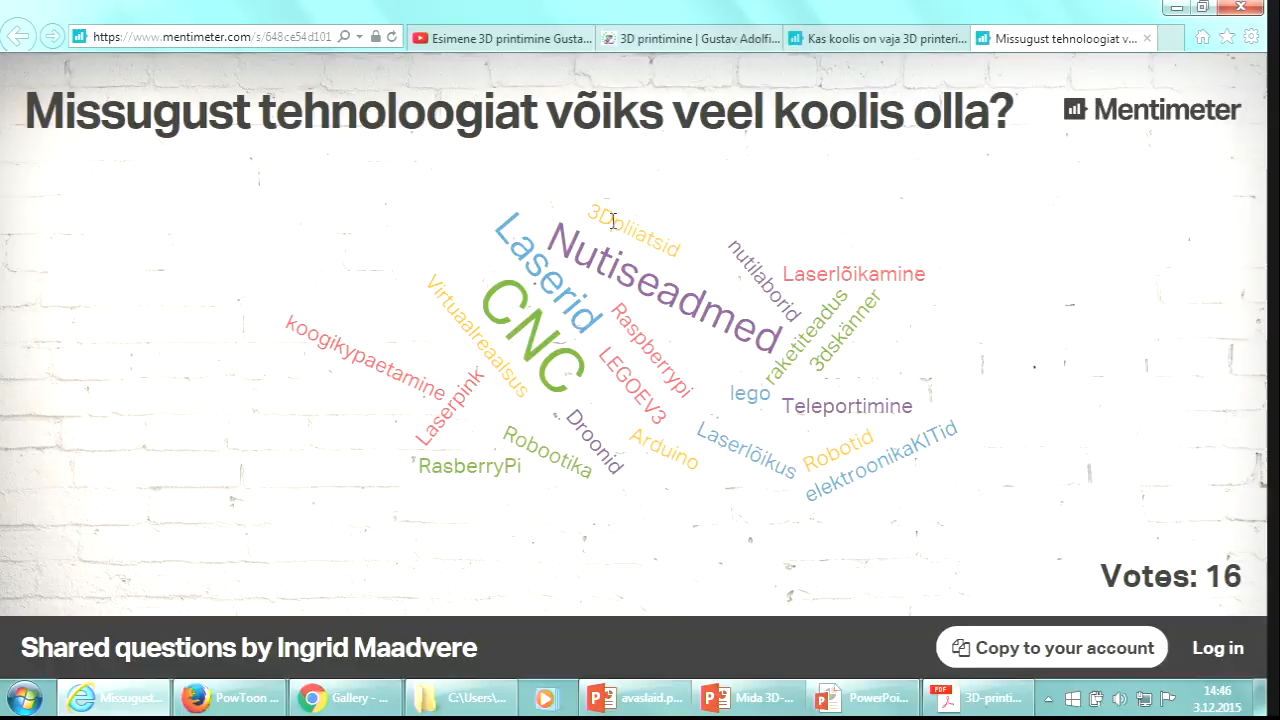 https://www.mentimeter.com/s/648ce54d101
Esimene 3D printimine Gusta...
3D printimine | Gustav Adolfi...
Kas koolis on vaja 3D printeri...
Missugust tehnoloogiat v...
Missugust tehnoloogiat võiks veel koolis olla?
Mentimeter
3Dpliiatsid
Nutiseadmed
Laserid
CNC
nutilaborid
Laserlõikamine
raketiteadus
3dskänner
Virtuaalreaalsus
Raspberrypi
LEGOEV3
koogikypaetamine
Laserpink
lego
Teleportimine
Droonid
Robootika
RasberryPi
Arduino
Laserlõikus
Robotid
elektroonikaKITid
Votes: 16
Shared questions by Ingrid Maadvere
Copy to your account
Log in
Missugust...
PowToon ...
Gallery - ...
C:\Users\...
avaslaid.p...
Mida 3D-...
PowerPoi...
PDF
3D-printi...
14:46
3.12.2015